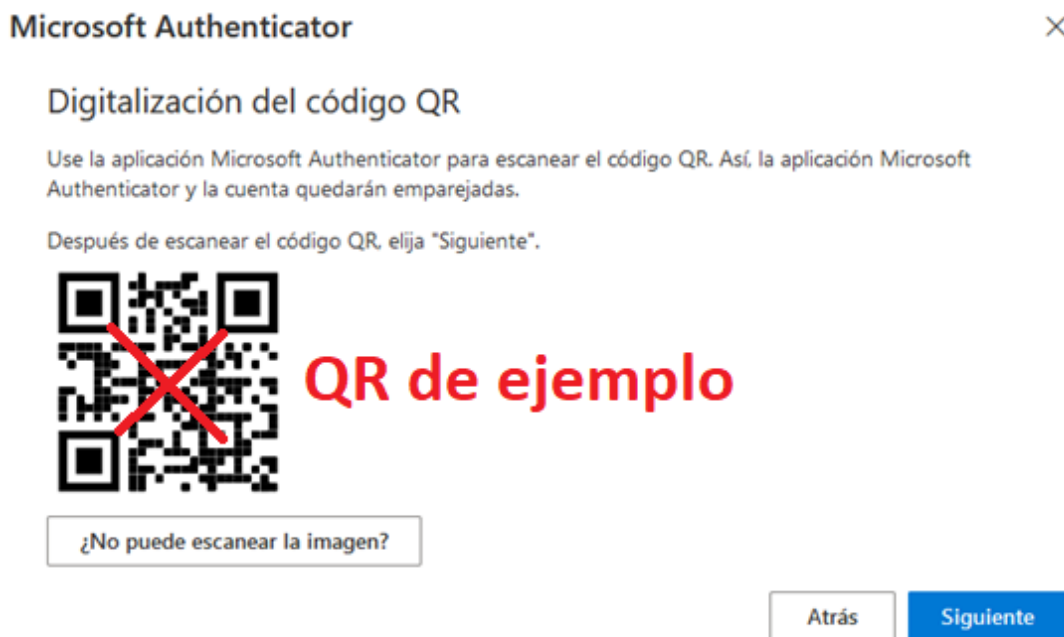 Microsoft Authenticator
Digitalización del código QR
Use la aplicación Microsoft Authenticator para escanear el código QR. Así, la aplicación Microsoft
Authenticator y la cuenta quedarán emparejadas.
Después de escanear el código QR, elija "Siguiente".
QR de ejemplo
¿No puede escanear la imagen?
Atrás
Siguiente